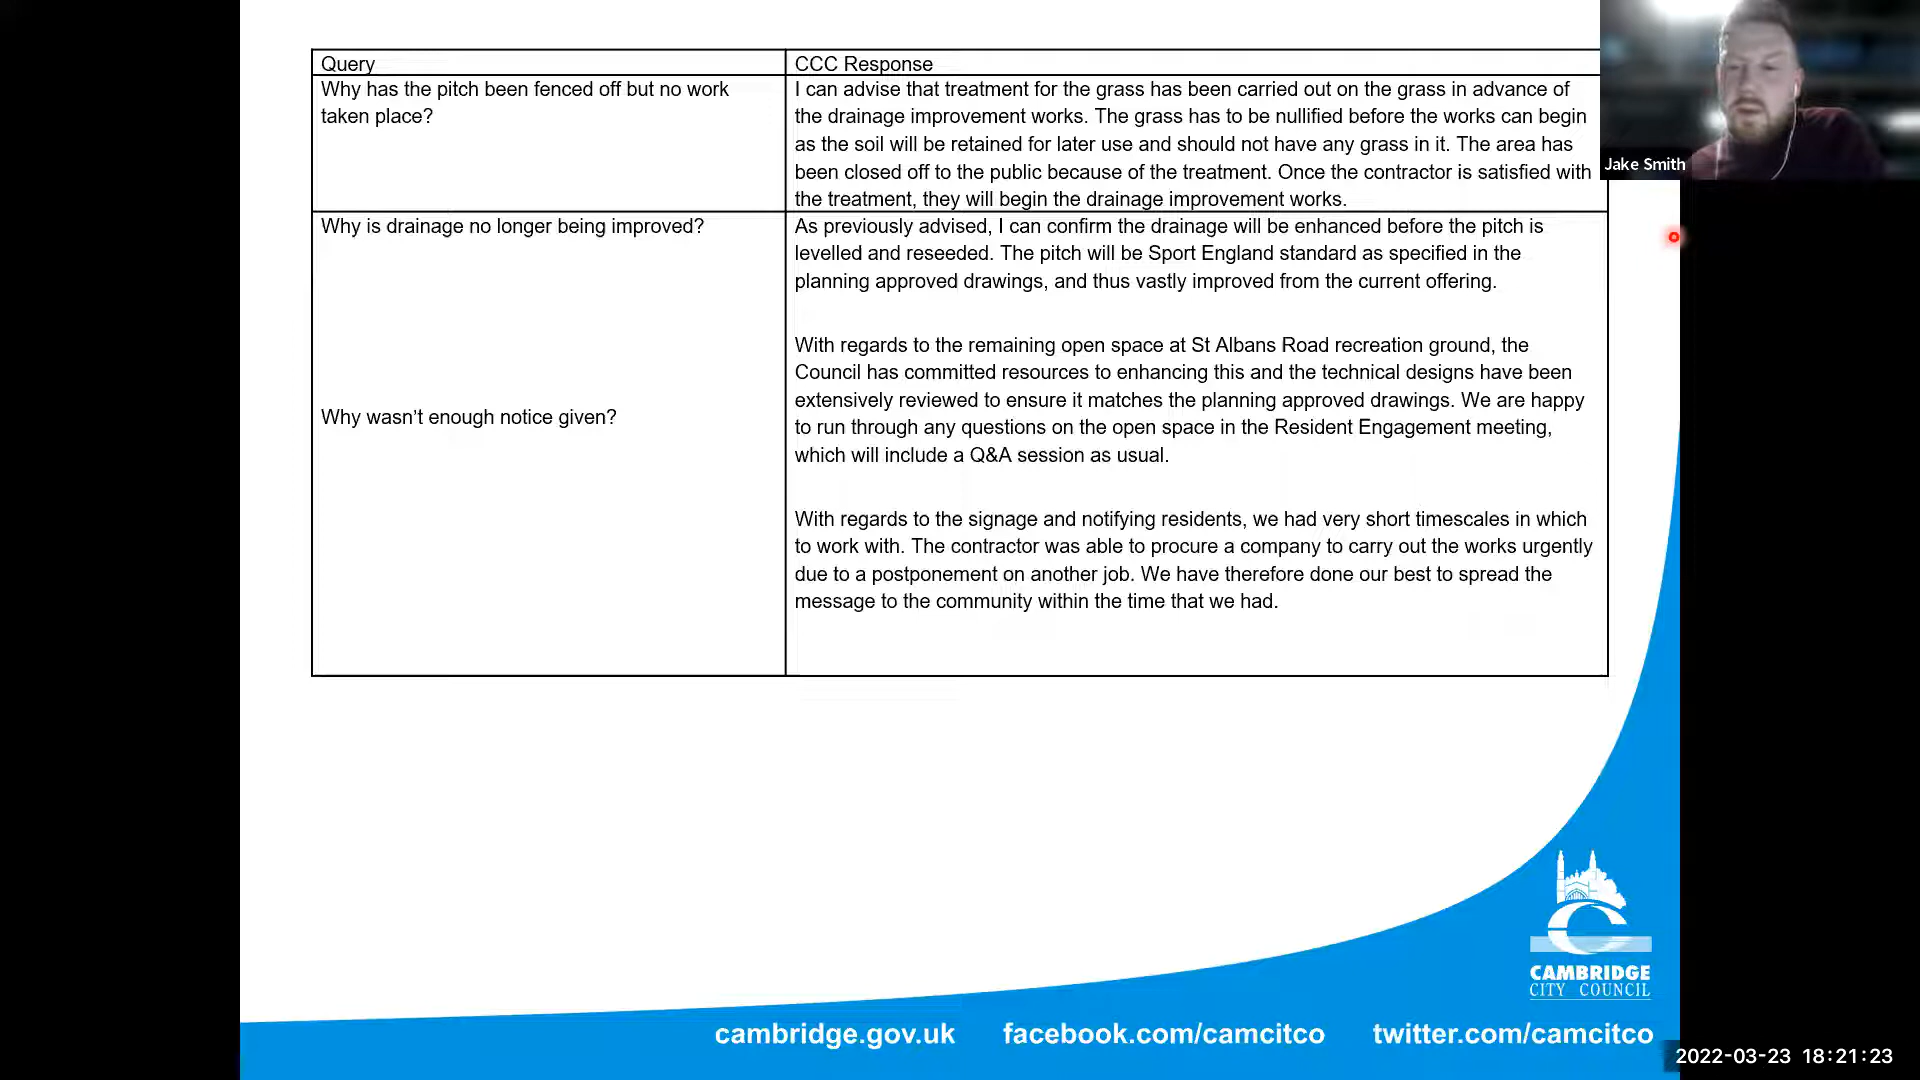 Query
Why has the pitch been fenced off but no work
taken place?
CCC Response
I can advise that treatment for the grass has been carried out on the grass in advance of
the drainage improvement works. The grass has to be nullified before the works can begin
as the soil will be retained for later use and should not have any grass in it. The area has
been closed off to the public because of the treatment. Once the contractor is satisfied with
the treatment, they will begin the drainage improvement works.
Why is drainage no longer being improved?
Why wasn’t enough notice given?
As previously advised, I can confirm the drainage will be enhanced before the pitch is
levelled and reseeded. The pitch will be Sport England standard as specified in the
planning approved drawings, and thus vastly improved from the current offering.
With regards to the remaining open space at St Albans Road recreation ground, the
Council has committed resources to enhancing this and the technical designs have been
extensively reviewed to ensure it matches the planning approved drawings. We are happy
to run through any questions on the open space in the Resident Engagement meeting,
which will include a Q&A session as usual.
With regards to the signage and notifying residents, we had very short timescales in which
to work with. The contractor was able to procure a company to carry out the works urgently
due to a postponement on another job. We have therefore done our best to spread the
message to the community within the time that we had.
Jake Smith
CAMBRIDGE
CITY COUNCIL
cambridge.gov.uk facebook.com/camcitco twitter.com/camcitco
2022-03-23 18:21:23